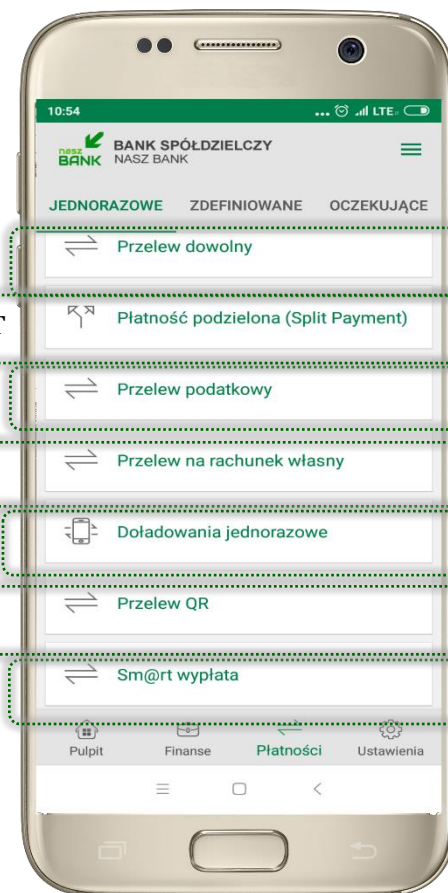 10:54 ... LTE
nasz BANK BANK SPÓŁDZIELCZY
NASZ BANK
JEDNORAZOWE ZDEFINIOWANE OCZEKUJĄCE
Przelew dowolny
T
Płatność podzielona (Split Payment)
Przelew podatkowy
Przelew na rachunek własny
Doładowania jednorazowe
Przelew QR
Sm@rt wypłata
Pulpit Finanse Płatności Ustawienia